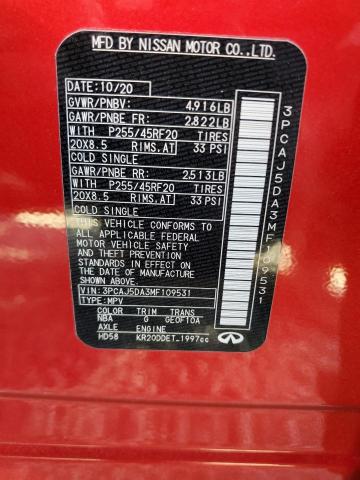 MFD BY NISSAN MOTOR CO.,LTD.
DATE: 10/20
GVWR/PNBV: 4,916LB
GAWR/PNBE FR: 2,822LB
WITH P255/45RF20 TIRES
20X8.5 RIMS.AT 33 PSI
COLD SINGLE
GAWR/PNBE RR: 2,513LB
WITH P255/45RF20 TIRES
20X8.5 RIMS.AT 33 PSI
COLD SINGLE
THIS VEHICLE CONFORMS TO
ALL APPLICABLE FEDERAL
MOTOR VEHICLE SAFETY,
AND THEFT PREVENTION
STANDARDS IN EFFECT ON
THE DATE OF MANUFACTURE
SHOWN ABOVE.
VIN:3PCAJ5DA3MF109531
TYPE:MPV
COLOR TRIM TRANS
NBA G GE0F10A
AXLE ENGINE
HD58 KR20DDET 1997cc
INFINITI
3PCAJ5DA3MF109531